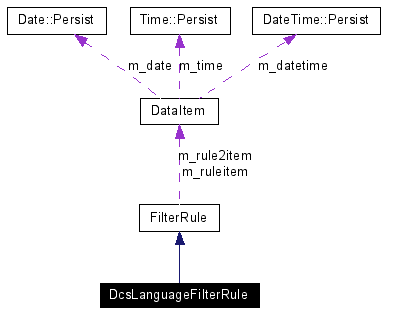 Date::Persist Time::Persist DateTime::Persist
m_date m_time m_datetime
DataItem
m_rule2item
m_ruleitem
FilterRule
DcsLanguageFilterRule